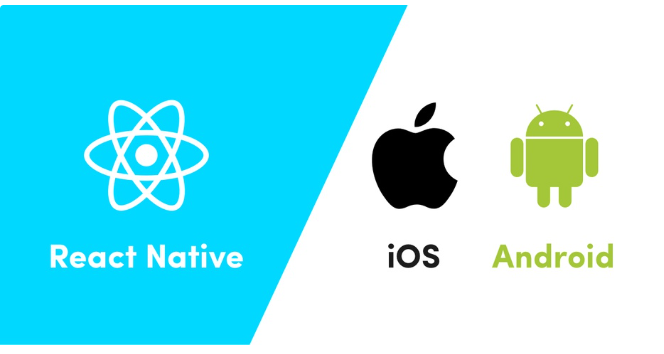 React Native
iOS
Android